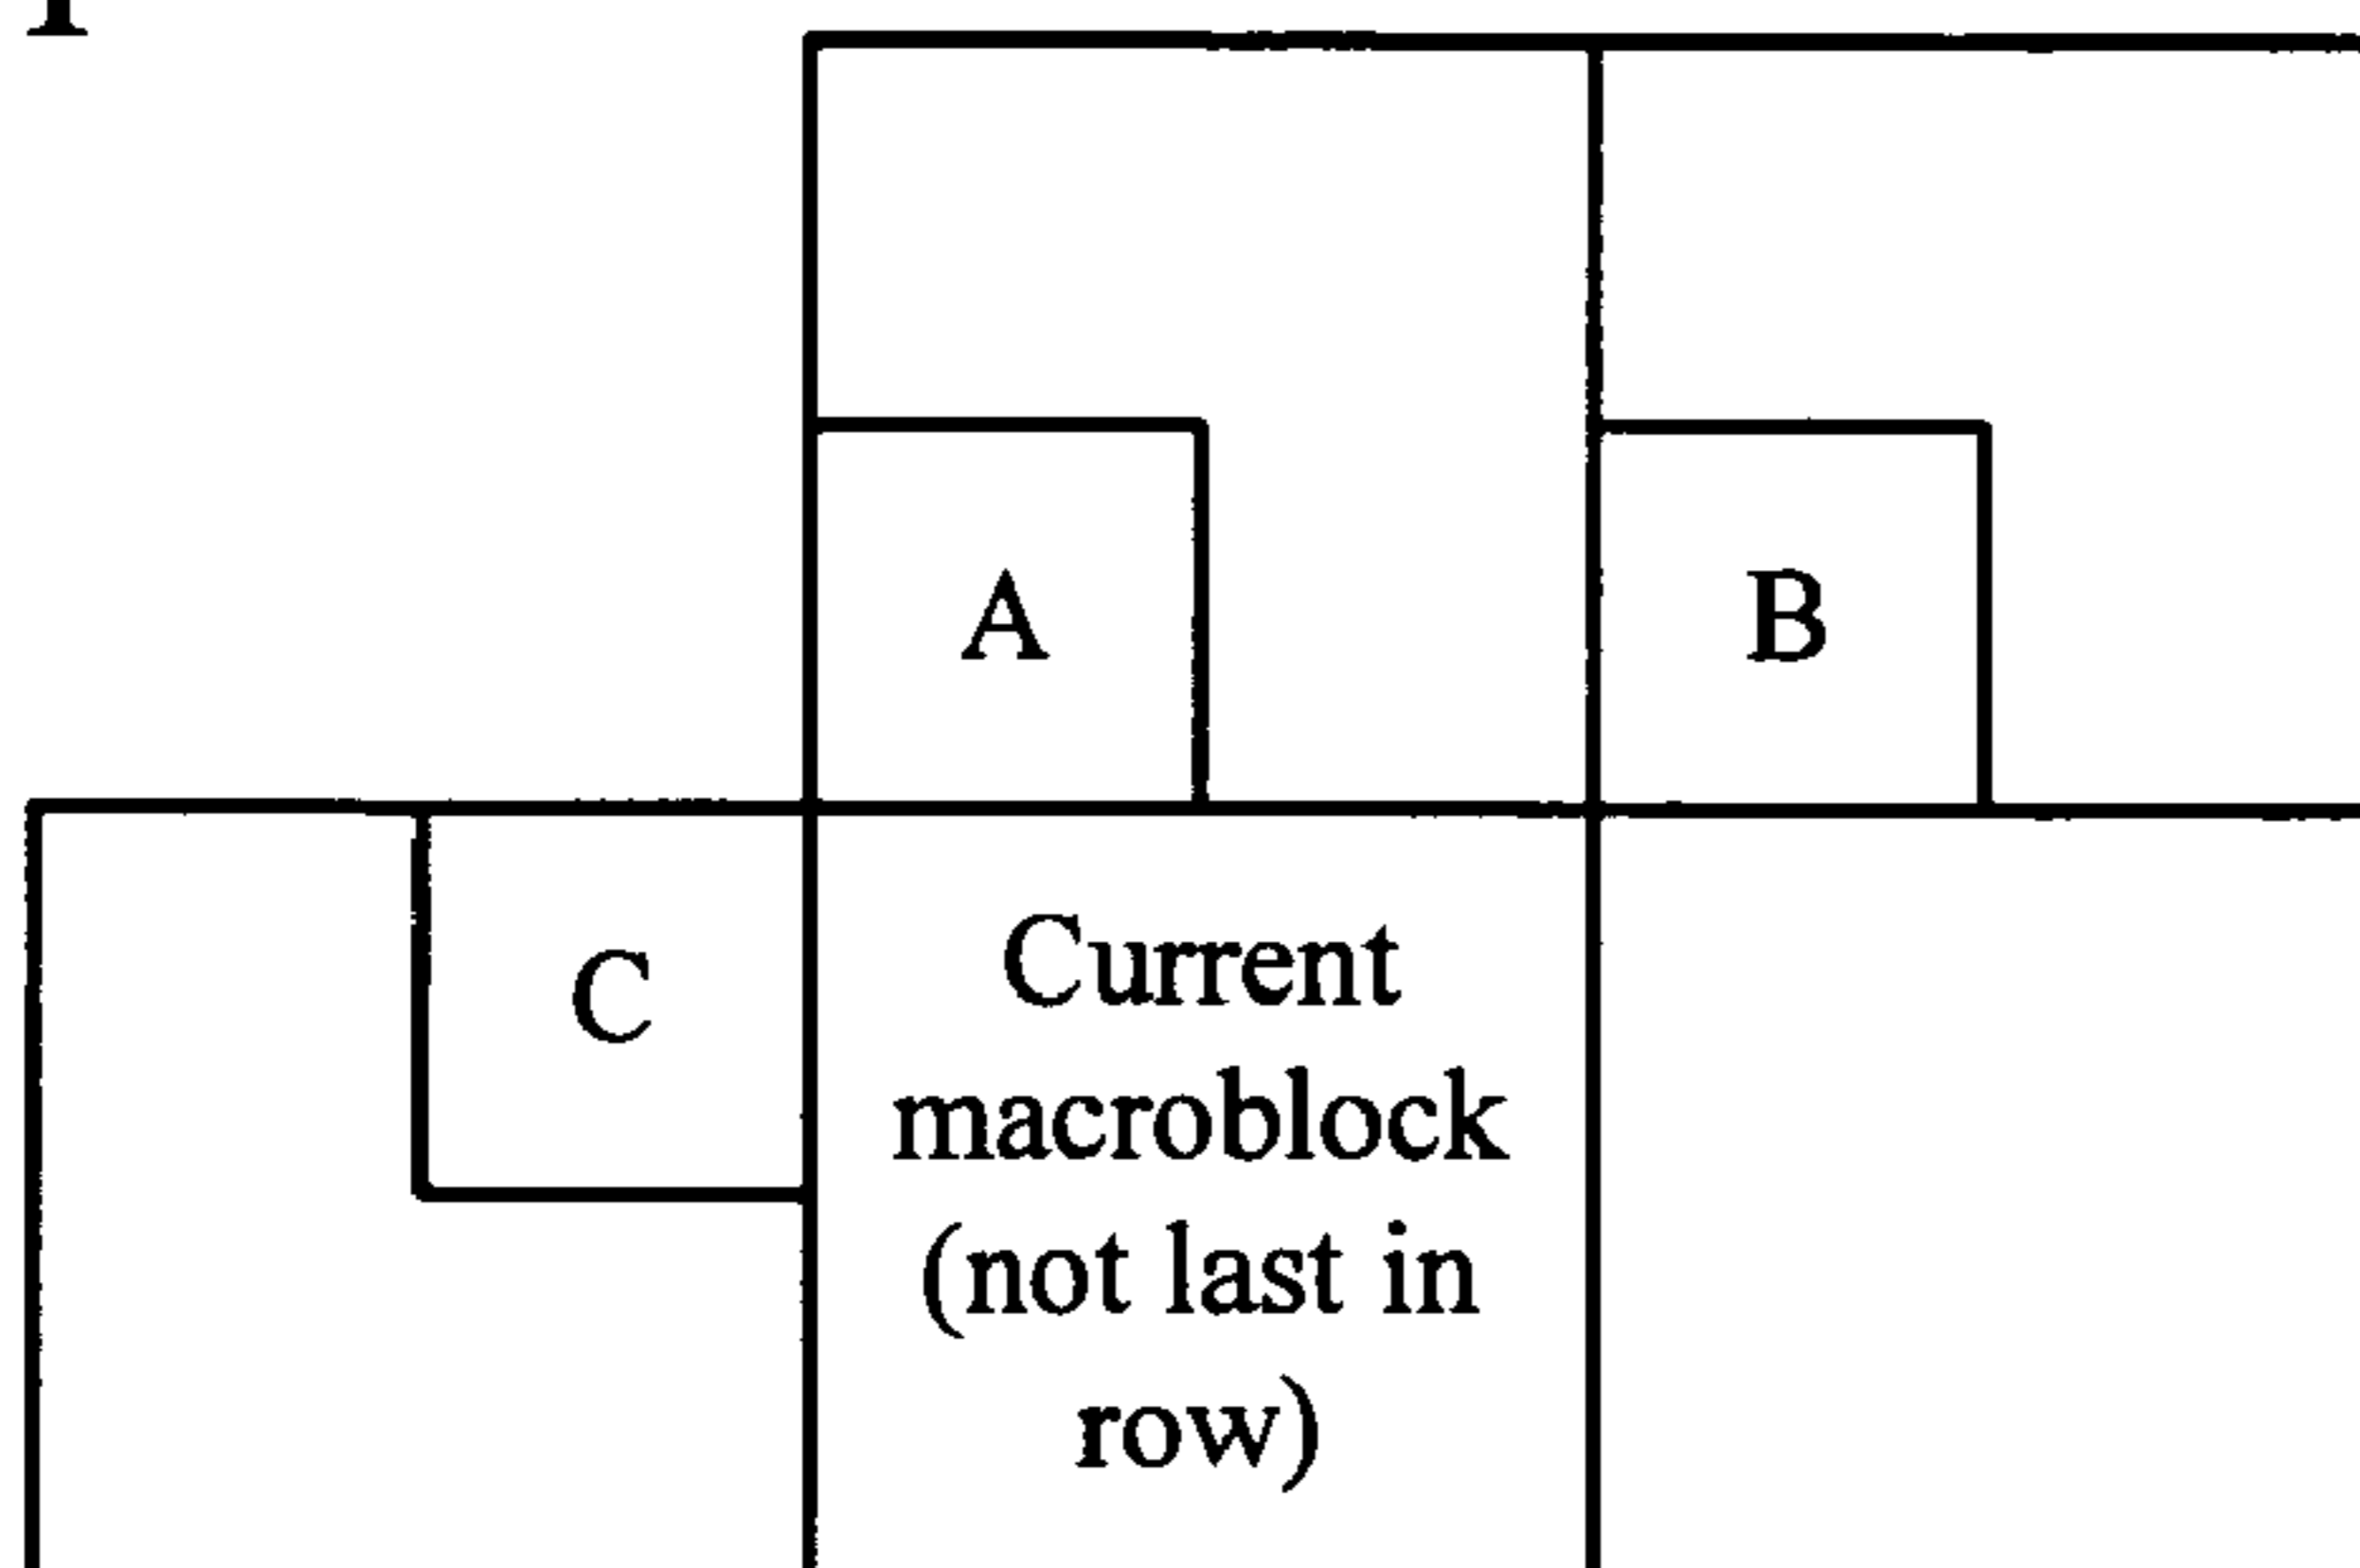 A
B
C
Current
macroblock
(not last in
row)